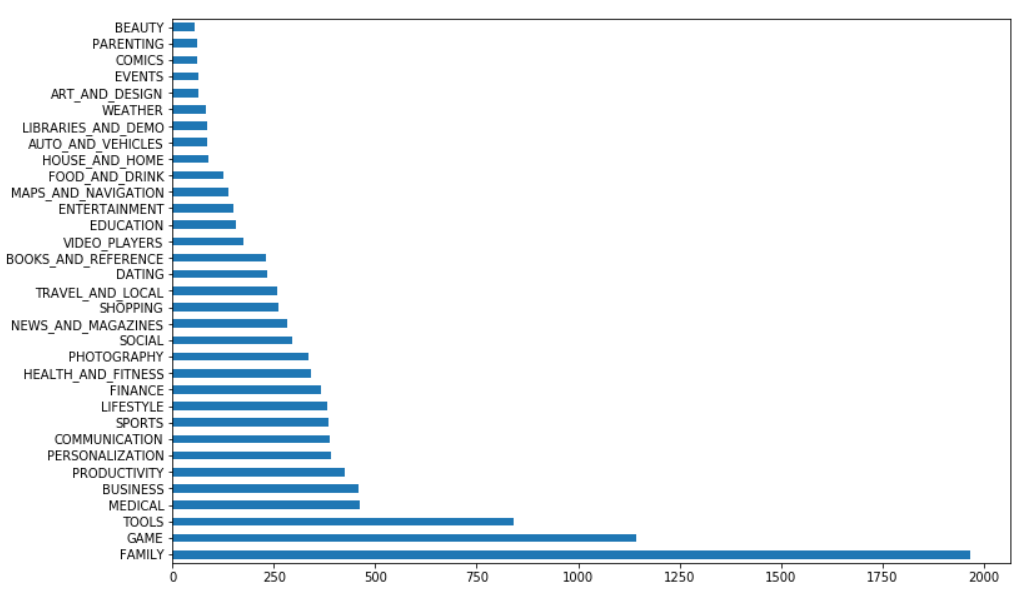 BEAUTY
PARENTING
COMICS
EVENTS
ART_AND_DESIGN
WEATHER
LIBRARIES_AND_DEMO
AUTO_AND_VEHICLES
HOUSE_AND_HOME
FOOD_AND_DRINK
MAPS_AND_NAVIGATION
ENTERTAINMENT
EDUCATION
VIDEO_PLAYERS
BOOKS_AND_REFERENCE
DATING
TRAVEL_AND_LOCAL
SHOPPING
NEWS_AND_MAGAZINES
SOCIAL
PHOTOGRAPHY
HEALTH_AND_FITNESS
FINANCE
LIFESTYLE
SPORTS
COMMUNICATION
PERSONALIZATION
PRODUCTIVITY
BUSINESS
MEDICAL
TOOLS
GAME
FAMILY
0 250 500 750 1000 1250 1500 1750 2000